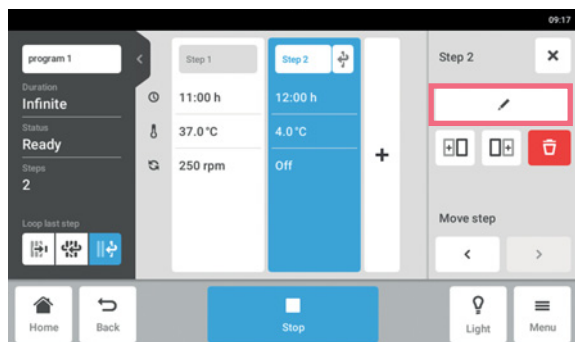 09:17
program 1
Duration
Infinite
Status
Ready
Steps
2
Loop last step
Step 1
11:00 h
37.0°C
250 rpm
Step 2
12:00 h
4.0°C
Off
+
Step 2
Move step
Home
Back
Stop
Light
Menu